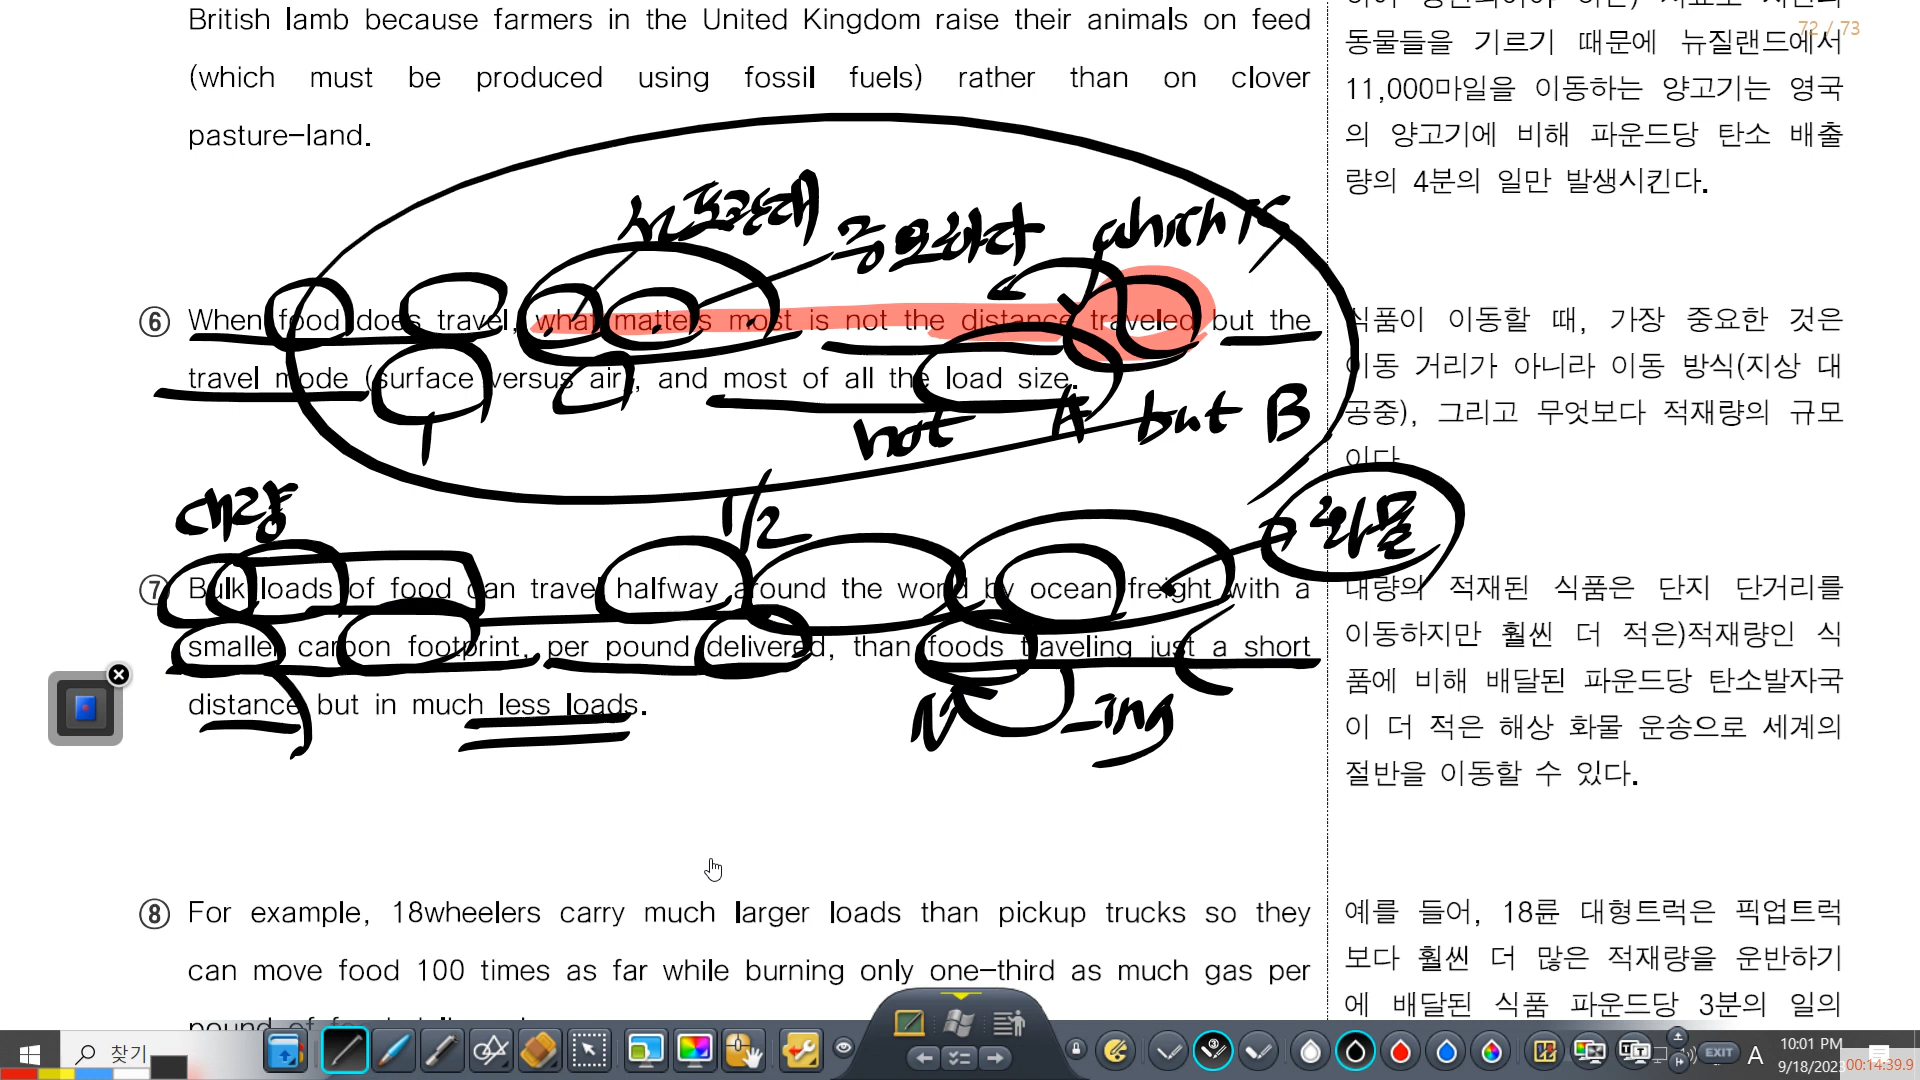 British lamb because farmers in the United Kingdom raise their animals on feed
(which must be produced using fossil fuels) rather than on clover
pasture-land.
72 / 73
동물들을 기르기 때문에 뉴질랜드에서
11,000마일을 이동하는 양고기는 영국
의 양고기에 비해 파운드당 탄소 배출
량의 4분의 일만 발생시킨다.
중요하다
which is
⑥ When food does travel, what matters most is not the distance traveled but the
travel mode (surface versus air), and most of all the load size.
not A but B
식품이 이동할 때, 가장 중요한 것은
이동 거리가 아니라 이동 방식(지상 대
공중), 그리고 무엇보다 적재량의 규모
이다
대량
1/2
화물
⑦ Bulk loads of food can travel halfway around the world by ocean freight with a
smaller carbon footprint, per pound delivered, than foods traveling just a short
distance but in much less loads.
N -ing
대량의 적재된 식품은 단지 단거리를
이동하지만 훨씬 더 적은)적재량인 식
품에 비해 배달된 파운드당 탄소발자국
이 더 적은 해상 화물 운송으로 세계의
절반을 이동할 수 있다.
⑧ For example, 18wheelers carry much larger loads than pickup trucks so they
can move food 100 times as far while burning only one-third as much gas per
예를 들어, 18륜 대형트럭은 픽업트럭
보다 훨씬 더 많은 적재량을 운반하기
에 배달된 식품 파운드당 3분의 일의
찾기
EXIT
A
10:01 PM
9/18/202
00:14:39.9